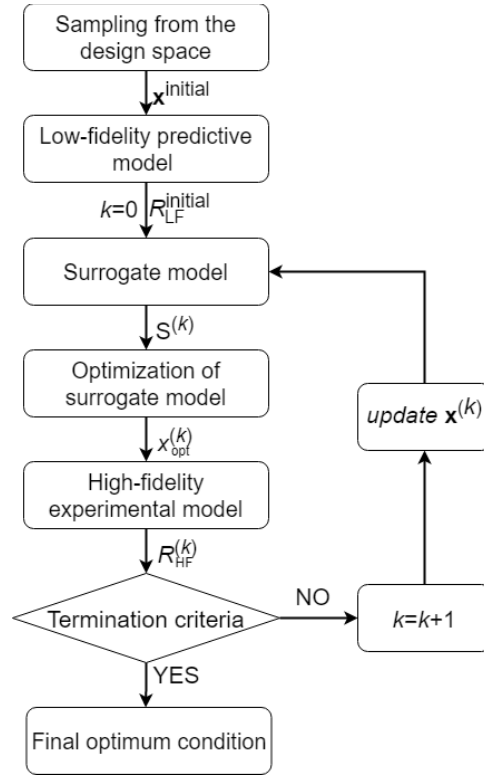 Sampling from the
design space
x^initial
Low-fidelity predictive
model
k=0 R_LF^initial
Surrogate model
S^(k)
Optimization of
surrogate model
x_opt^(k)
update x^(k)
High-fidelity
experimental model
R_HF^(k)
Termination criteria
NO
k=k+1
YES
Final optimum condition